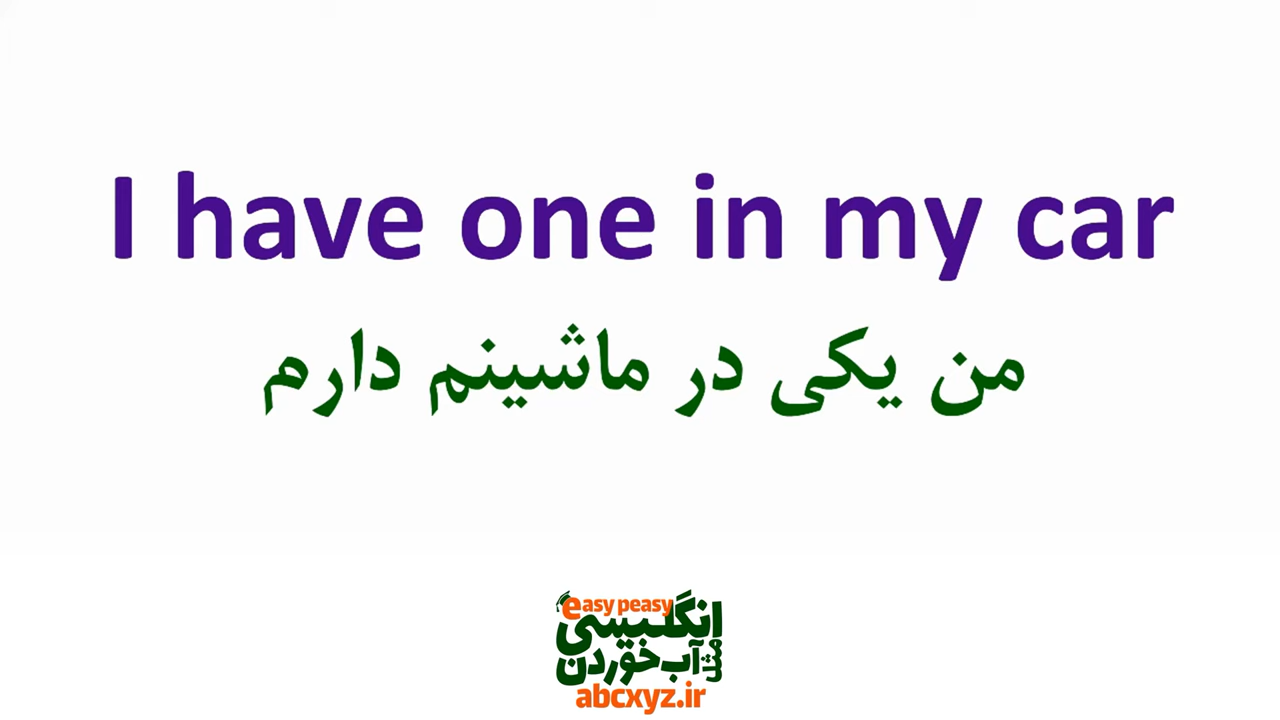 I have one in my car
من یکی در ماشینم دارم
easy peasy
انگلیسی
مثل آب خوردن
abcxyz.ir